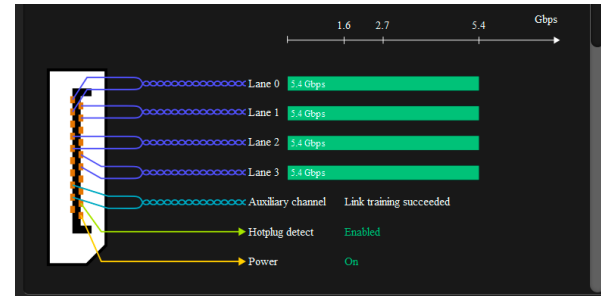 Gbps
1.6 2.7 5.4
Lane 0 5.4 Gbps
Lane 1 5.4 Gbps
Lane 2 5.4 Gbps
Lane 3 5.4 Gbps
Auxiliary channel Link training succeeded
Hotplug detect Enabled
Power On